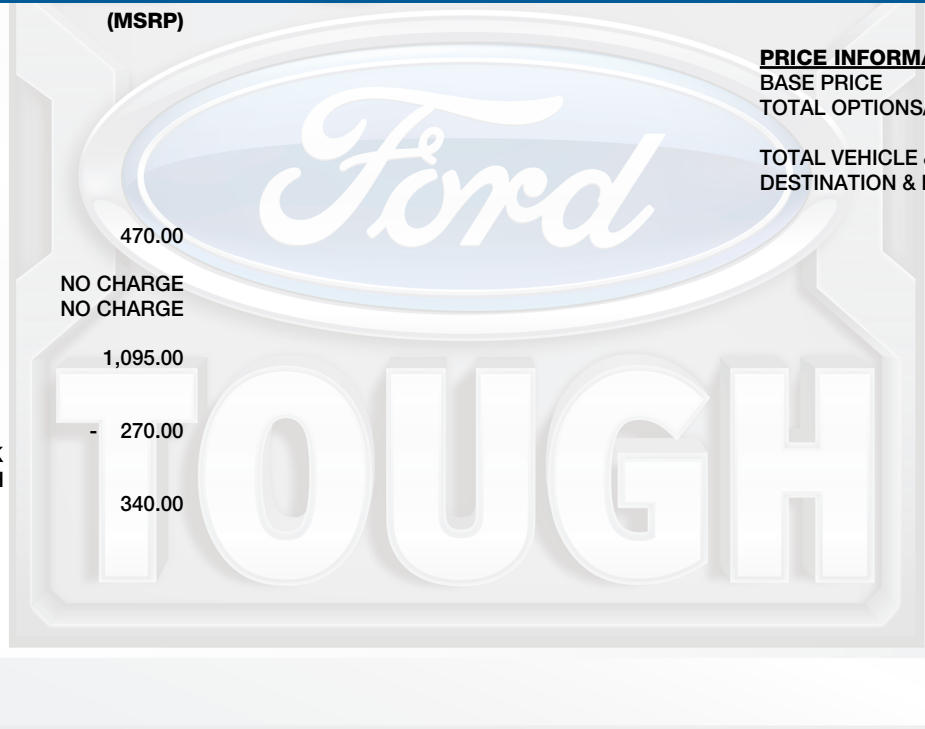 (MSRP)
470.00
NO CHARGE
NO CHARGE
1,095.00
- 270.00
340.00
PRICE INFORMA
BASE PRICE
TOTAL OPTIONS/
TOTAL VEHICLE &
DESTINATION &
Ford
TOUGH